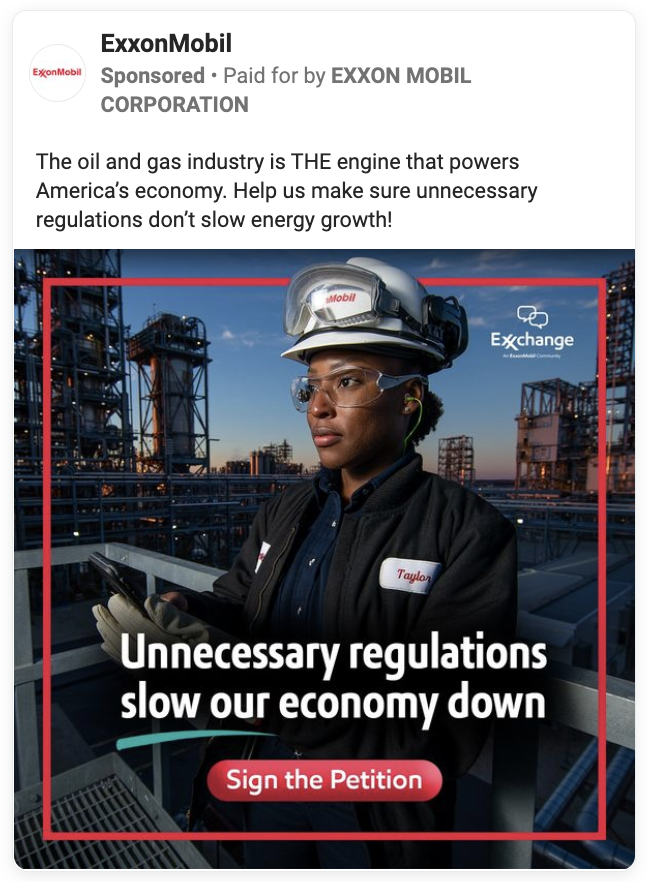 ExxonMobil
ExxonMobil
Sponsored • Paid for by EXXON MOBIL
CORPORATION
The oil and gas industry is THE engine that powers
America’s economy. Help us make sure unnecessary
regulations don’t slow energy growth!
Mobil
Exxchange
An ExxonMobil Community
Taylor
Unnecessary regulations
slow our economy down
Sign the Petition